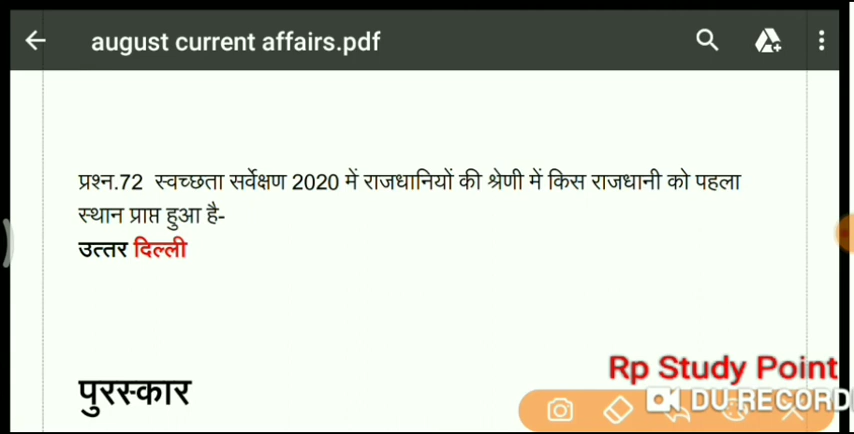 august current affairs.pdf
प्रश्न.72 स्वच्छता सर्वेक्षण 2020 में राजधानियों की श्रेणी में किस राजधानी को पहला
स्थान प्राप्त हुआ है-
उत्तर दिल्ली
पुरस्कार
Rp Study Point
DU RECORD